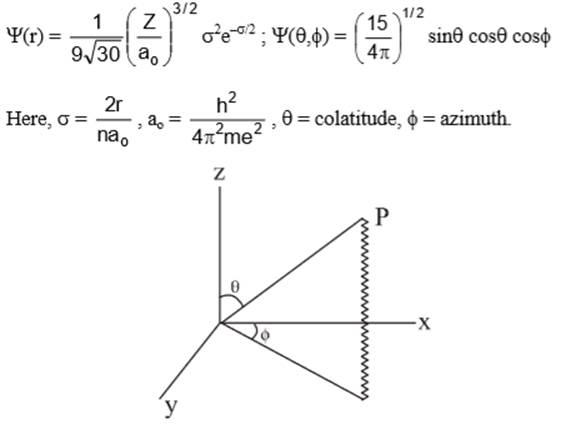 Ψ(r) = 1/(9√30) (Z/a₀)^{3/2} σ²e^{−σ/2} ; Ψ(θ,ϕ) = (15/4π)^{1/2} sinθ cosθ cosϕ
Here, σ = 2r/na₀ , a₀ = h²/4π²me² , θ = colatitude, ϕ = azimuth.
z
P
θ
x
ϕ
y